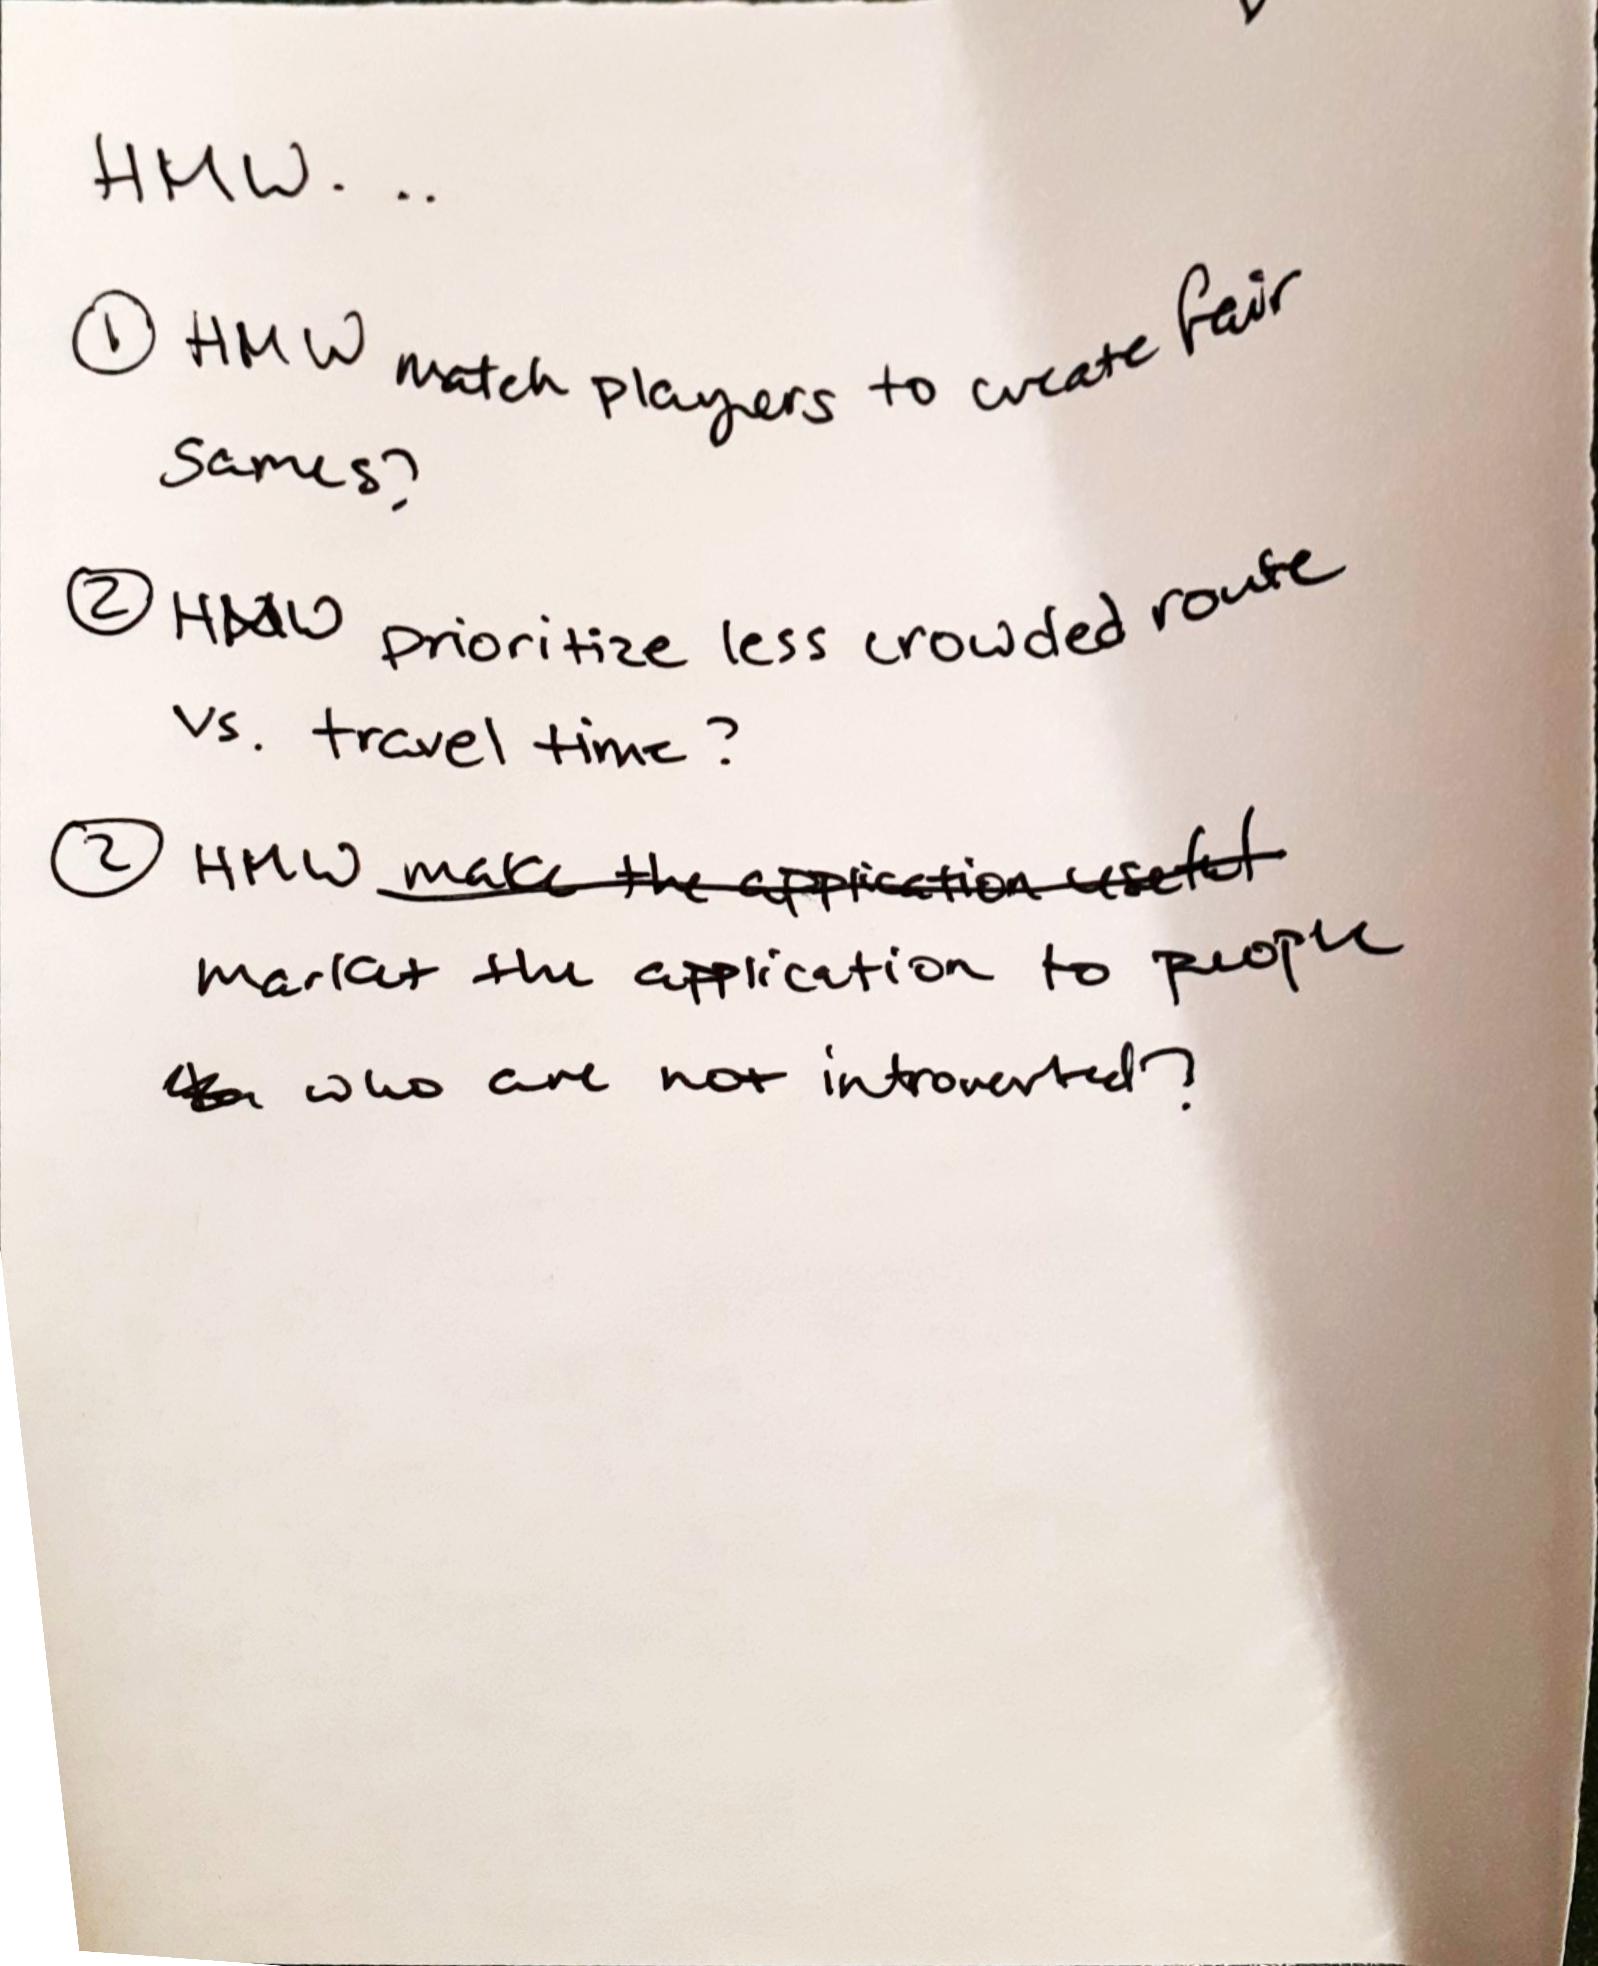 HMW. ..
① HMW match players to create fair
games?
② HMW prioritize less crowded route
vs. travel time?
② HMW ~~make the application useful~~
market the application to people
who are not introverted?